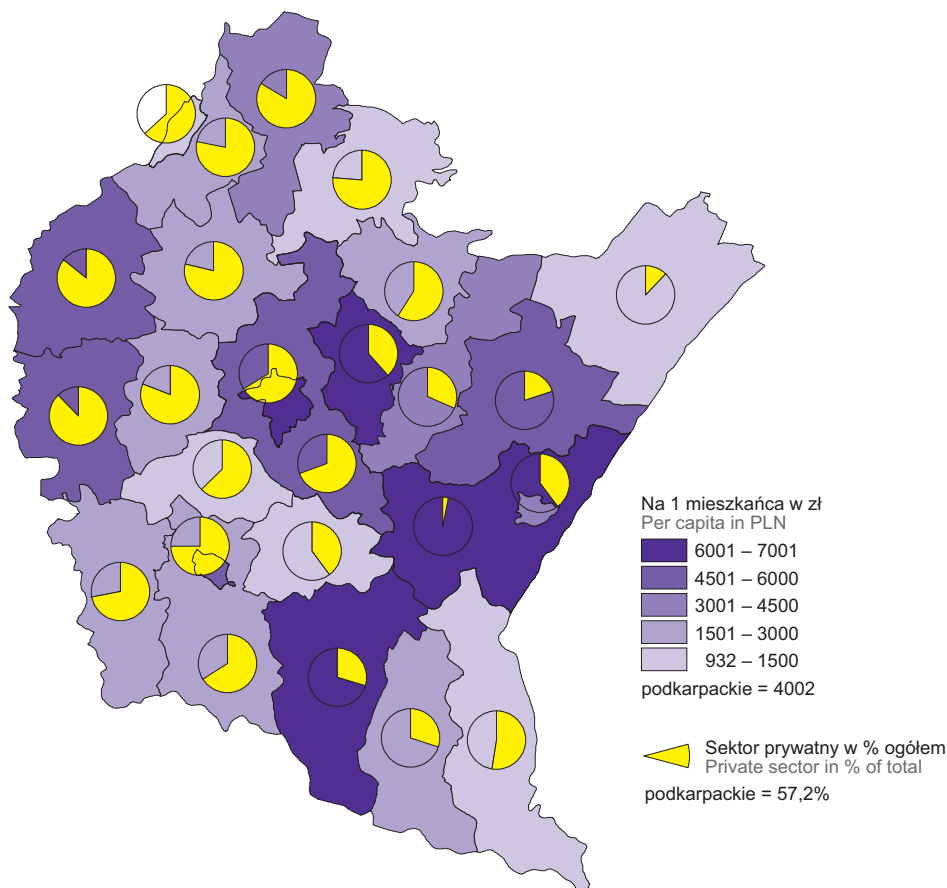 Na 1 mieszkańca w zł
Per capita in PLN
6001 – 7001
4501 – 6000
3001 – 4500
1501 – 3000
932 – 1500
podkarpackie = 4002
Sektor prywatny w % ogółem
Private sector in % of total
podkarpackie = 57,2%